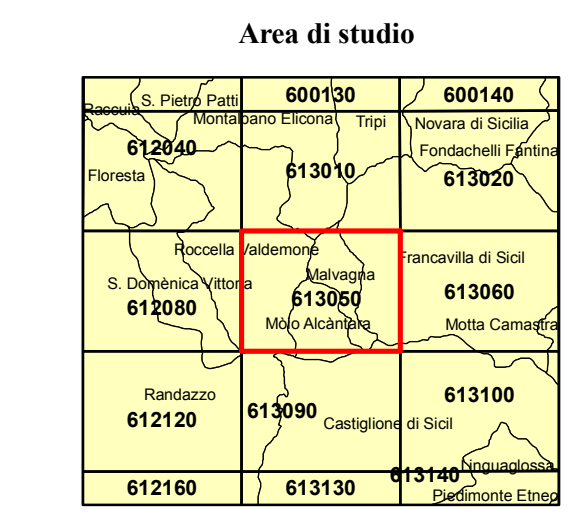 Area di studio
600130
600140
S. Pietro Patti
Raccuia
Montalbano Elicona
Tripi
Novara di Sicilia
612040
Fondachelli Fantina
Floresta
613010
613020
Roccella Valdemone
Francavilla di Sicil
Malvagna
S. Domènica Vittoria
613050
613060
612080
Mòlo Alcàntara
Motta Camastra
Randazzo
613100
613090
612120
Castiglione di Sicil
Linguaglossa
613140
612160
613130
Piedimonte Etneo